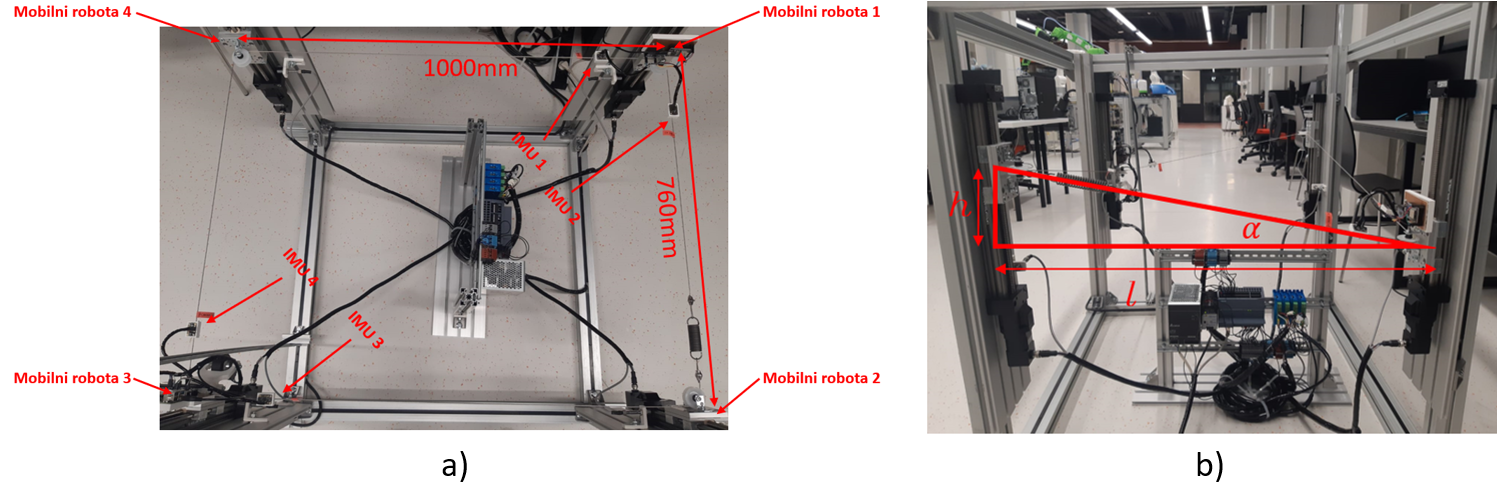 Mobilni robota 4
Mobilni robota 1
1000mm
IMU 1
IMU 2
760mm
IMU 4
IMU 3
Mobilni robota 3
Mobilni robota 2
a)
h
α
l
b)